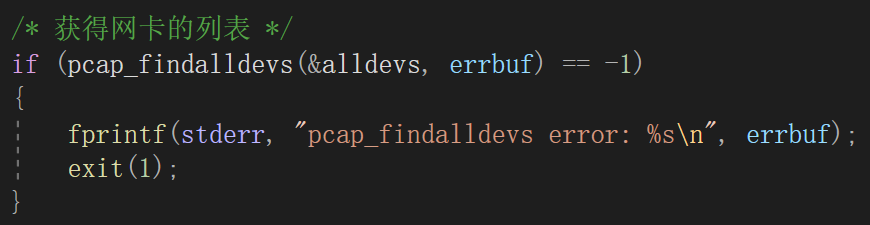 /* 获得网卡的列表 */
if (pcap_findalldevs(&alldevs, errbuf) == -1)
{
    fprintf(stderr, "pcap_findalldevs error: %s\n", errbuf);
    exit(1);
}